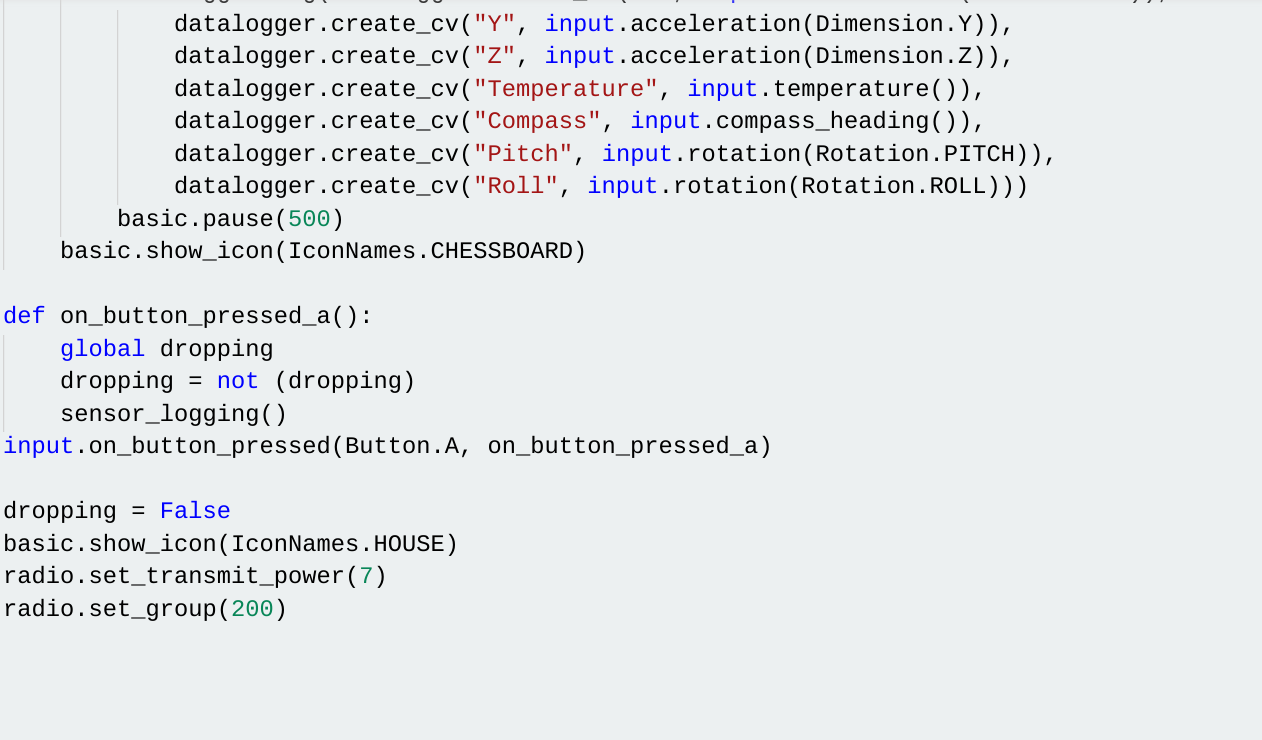 datalogger.create_cv("Y", input.acceleration(Dimension.Y)),
datalogger.create_cv("Z", input.acceleration(Dimension.Z)),
datalogger.create_cv("Temperature", input.temperature()),
datalogger.create_cv("Compass", input.compass_heading()),
datalogger.create_cv("Pitch", input.rotation(Rotation.PITCH)),
datalogger.create_cv("Roll", input.rotation(Rotation.ROLL)))
basic.pause(500)
basic.show_icon(IconNames.CHESSBOARD)
def on_button_pressed_a():
global dropping
dropping = not (dropping)
sensor_logging()
input.on_button_pressed(Button.A, on_button_pressed_a)
dropping = False
basic.show_icon(IconNames.HOUSE)
radio.set_transmit_power(7)
radio.set_group(200)